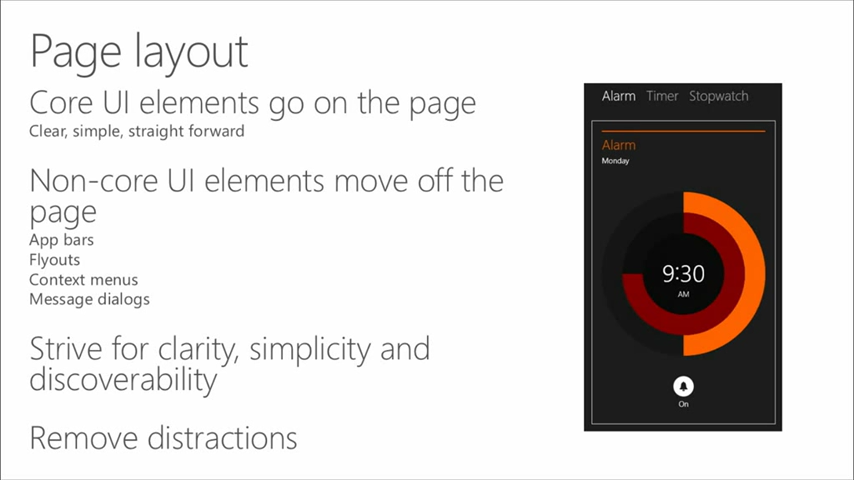 Page layout
Core UI elements go on the page
Clear, simple, straight forward
Non-core UI elements move off the
page
App bars
Flyouts
Context menus
Message dialogs
Strive for clarity, simplicity and
discoverability
Remove distractions
Alarm Timer Stopwatch
Alarm
Monday
9:30
AM
On